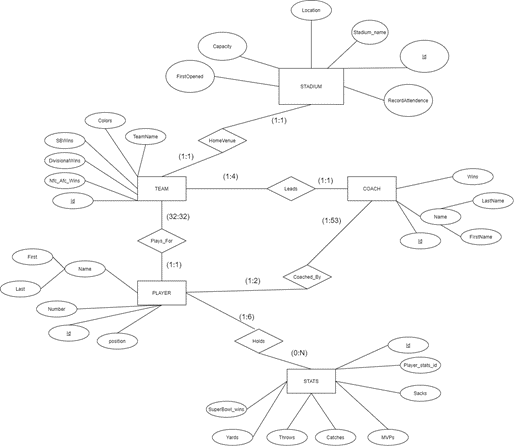 Location
Stadium_name
Capacity
Id
FirstOpened
STADIUM
RecordAttendence
(1:1)
Colors
TeamName
SBWins
HomeVenue
DivisionalWins
(1:1)
Nfc_Afc_Wins
Id
TEAM
(1:4)
Leads
(1:1)
COACH
Wins
LastName
Name
FirstName
Id
(32:32)
(1:53)
Plays_For
First
Name
Last
(1:1)
PLAYER
(1:2)
Coached_By
Number
Id
position
(1:6)
Holds
(0:N)
Id
Player_stats_id
STATS
Sacks
SuperBowl_wins
Yards
Throws
Catches
MVPs